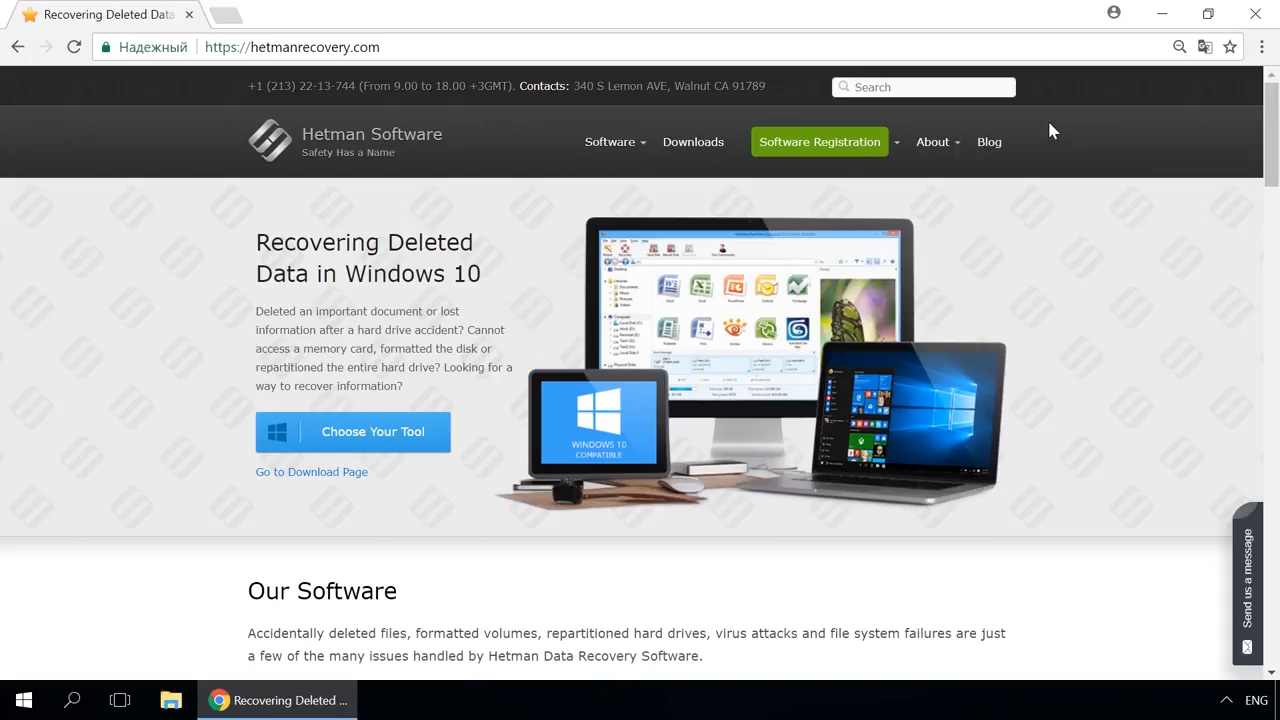 Recovering Deleted Data
Надежный
https://hetmanrecovery.com
+1 (213) 22-13-744 (From 9.00 to 18.00 +3GMT). Contacts: 340 S Lemon AVE, Walnut CA 91789
Search
Hetman Software
Safety Has a Name
Software
Downloads
Software Registration
About
Blog
Recovering Deleted
Data in Windows 10
Deleted an important document or lost
information after hard drive accident? Cannot
access a memory card, formatted the disk or
repartitioned the entire hard drive? Looking for a
way to recover information?
Choose Your Tool
Go to Download Page
WINDOWS 10
COMPATIBLE
Send us a message
Our Software
Accidentally deleted files, formatted volumes, repartitioned hard drives, virus attacks and file system failures are just
a few of the many issues handled by Hetman Data Recovery Software.
Recovering Deleted ...
ENG